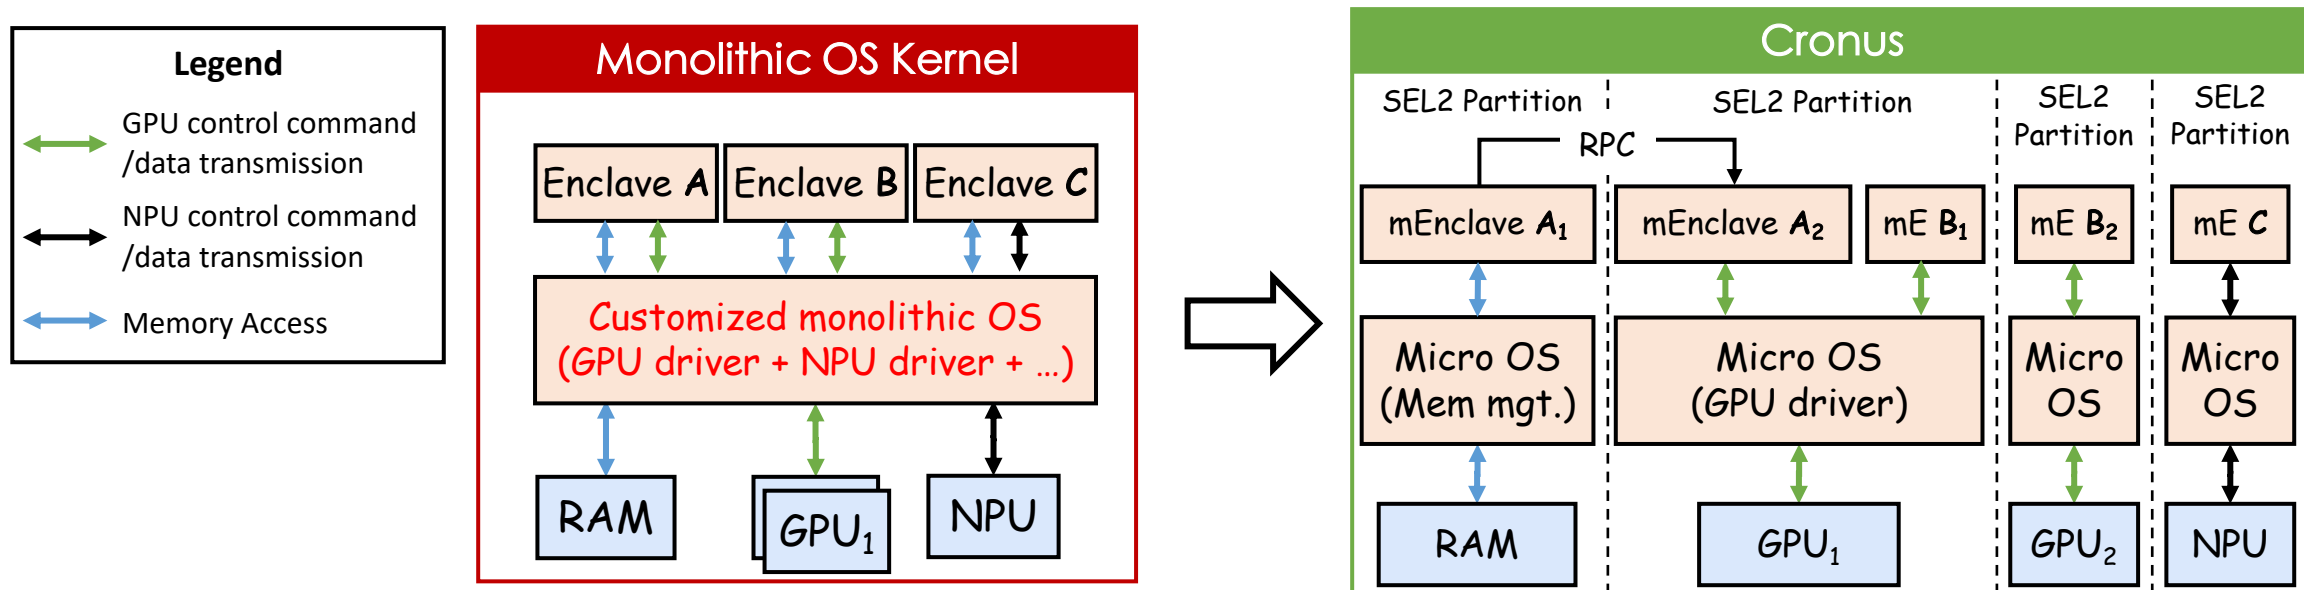 Legend
GPU control command
/data transmission
NPU control command
/data transmission
Memory Access
Monolithic OS Kernel
Enclave A
Enclave B
Enclave C
Customized monolithic OS
(GPU driver + NPU driver + ...)
RAM
GPU1
NPU
Cronus
SEL2 Partition
SEL2 Partition
SEL2
Partition
SEL2
Partition
RPC
mEnclave A1
mEnclave A2
mE B1
mE B2
mE C
Micro OS
(Mem mgt.)
Micro OS
(GPU driver)
Micro
OS
Micro
OS
RAM
GPU1
GPU2
NPU